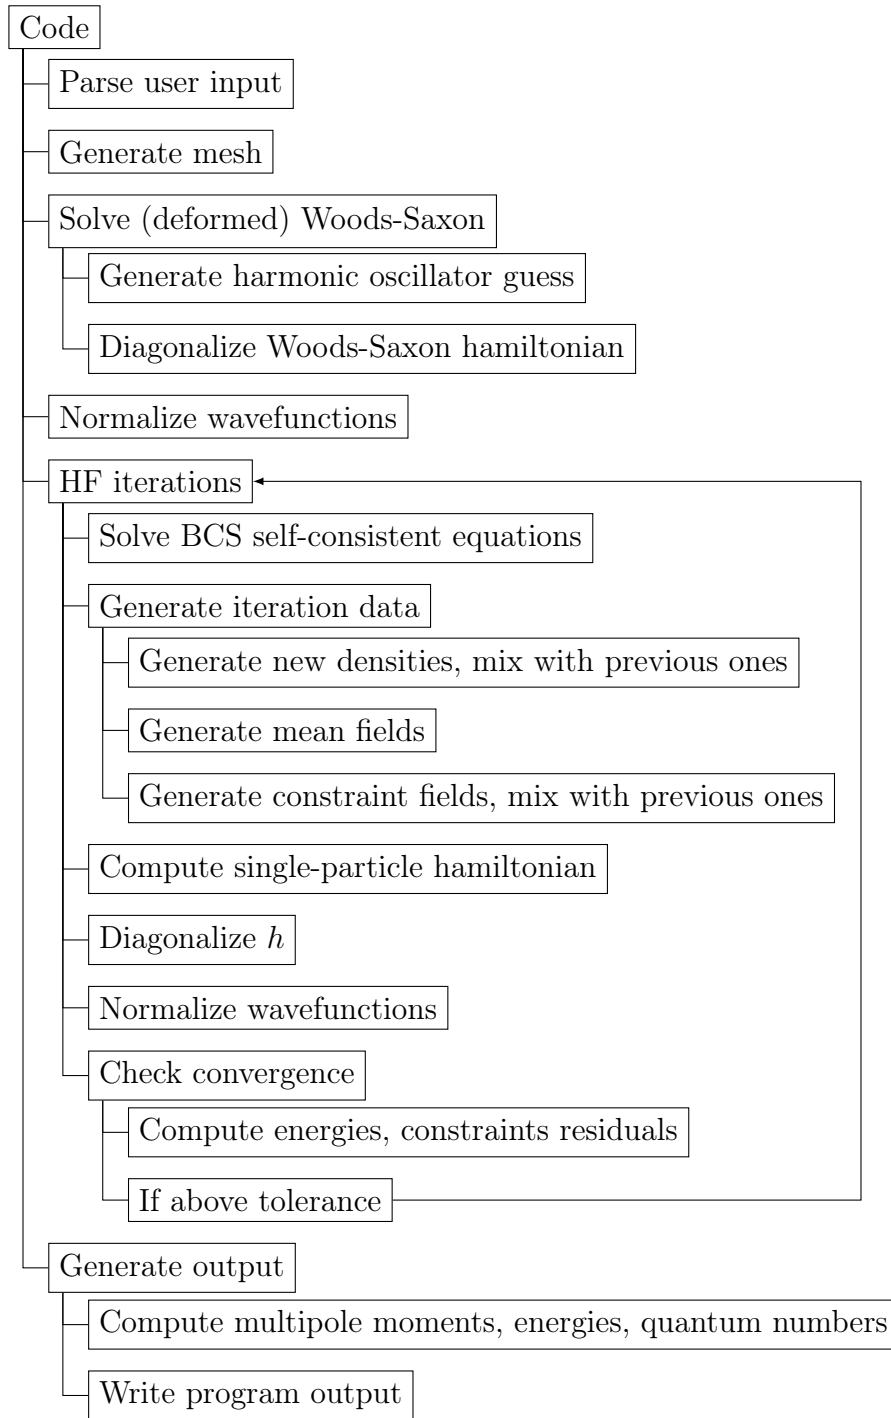 Code
Parse user input
Generate mesh
Solve (deformed) Woods-Saxon
Generate harmonic oscillator guess
Diagonalize Woods-Saxon hamiltonian
Normalize wavefunctions
HF iterations
Solve BCS self-consistent equations
Generate iteration data
Generate new densities, mix with previous ones
Generate mean fields
Generate constraint fields, mix with previous ones
Compute single-particle hamiltonian
Diagonalize h
Normalize wavefunctions
Check convergence
Compute energies, constraints residuals
If above tolerance
Generate output
Compute multipole moments, energies, quantum numbers
Write program output